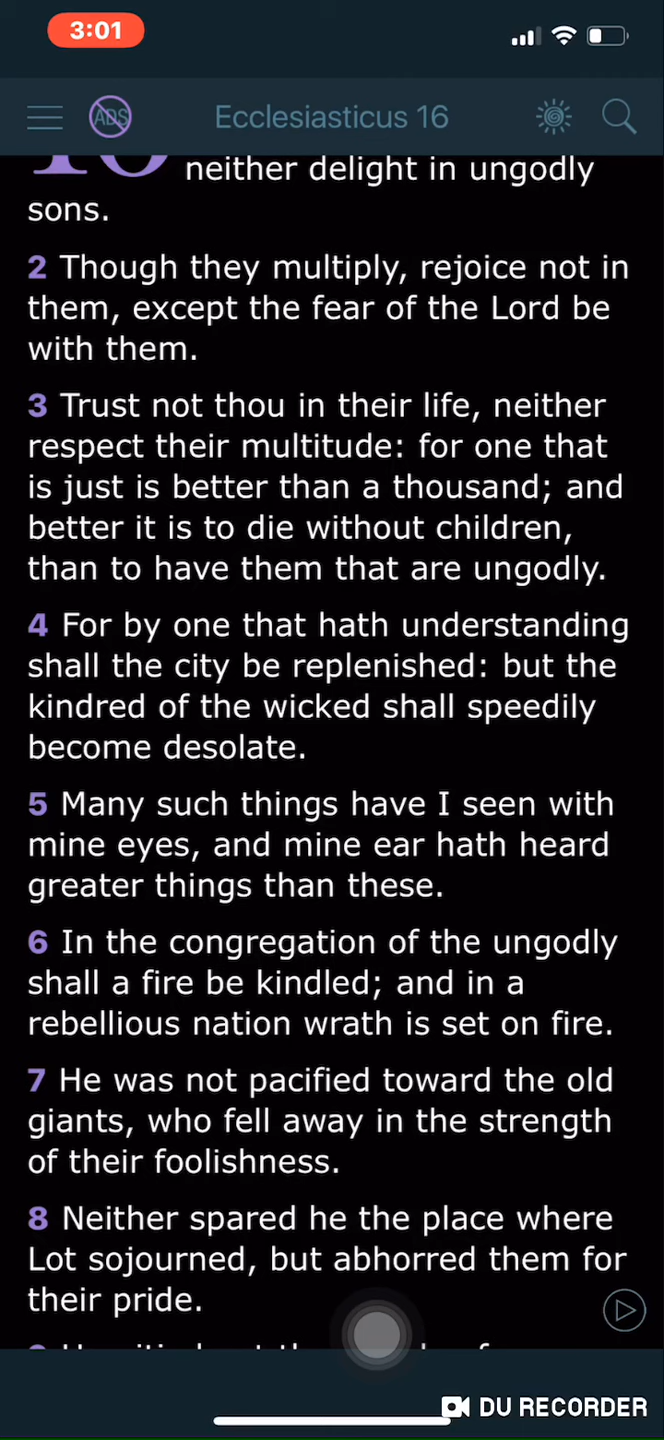 3:01
ADS
Ecclesiasticus 16
neither delight in ungodly
sons.
2 Though they multiply, rejoice not in
them, except the fear of the Lord be
with them.
3 Trust not thou in their life, neither
respect their multitude: for one that
is just is better than a thousand; and
better it is to die without children,
than to have them that are ungodly.
4 For by one that hath understanding
shall the city be replenished: but the
kindred of the wicked shall speedily
become desolate.
5 Many such things have I seen with
mine eyes, and mine ear hath heard
greater things than these.
6 In the congregation of the ungodly
shall a fire be kindled; and in a
rebellious nation wrath is set on fire.
7 He was not pacified toward the old
giants, who fell away in the strength
of their foolishness.
8 Neither spared he the place where
Lot sojourned, but abhorred them for
their pride.
DU RECORDER